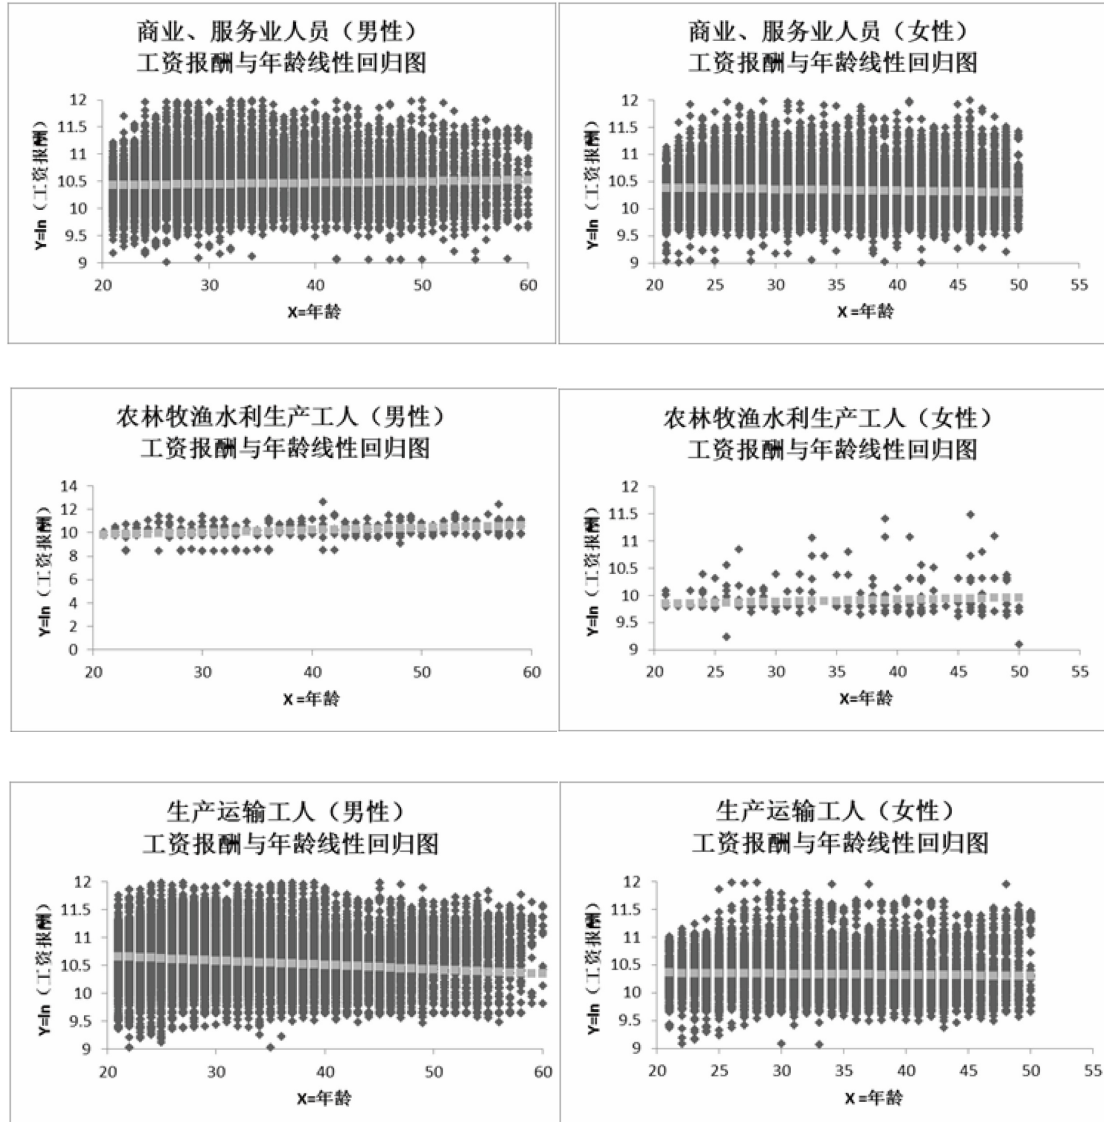 商业、服务业人员（男性）
工资报酬与年龄线性回归图
12
11.5
11
10.5
10
9.5
9
Y=ln（工资报酬）
20 30 40 50 60
X=年龄
商业、服务业人员（女性）
工资报酬与年龄线性回归图
12
11.5
11
10.5
10
9.5
9
Y=ln（工资报酬）
20 25 30 35 40 45 50 55
X =年龄
农林牧渔水利生产工人（男性）
工资报酬与年龄线性回归图
14
12
10
8
6
4
2
0
Y=ln（工资报酬）
20 30 40 50 60
X =年龄
农林牧渔水利生产工人（女性）
工资报酬与年龄线性回归图
12
11.5
11
10.5
10
9.5
9
Y=ln（工资报酬）
20 25 30 35 40 45 50 55
X=年龄
生产运输工人（男性）
工资报酬与年龄线性回归图
12
11.5
11
10.5
10
9.5
9
Y=ln（工资报酬）
20 30 40 50 60
X=年龄
生产运输工人（女性）
工资报酬与年龄线性回归图
12
11.5
11
10.5
10
9.5
9
Y=ln（工资报酬）
20 25 30 35 40 45 50 55
X =年龄